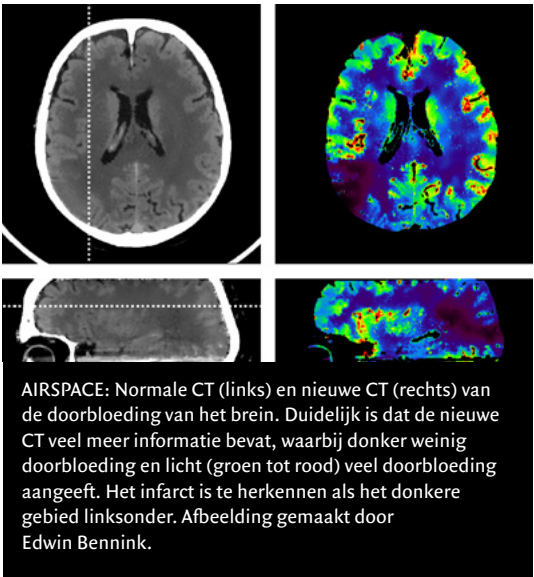 AIRSPACE: Normale CT (links) en nieuwe CT (rechts) van
de doorbloeding van het brein. Duidelijk is dat de nieuwe
CT veel meer informatie bevat, waarbij donker weinig
doorbloeding en licht (groen tot rood) veel doorbloeding
aangeeft. Het infarct is te herkennen als het donkere
gebied linksonder. Afbeelding gemaakt door
Edwin Bennink.